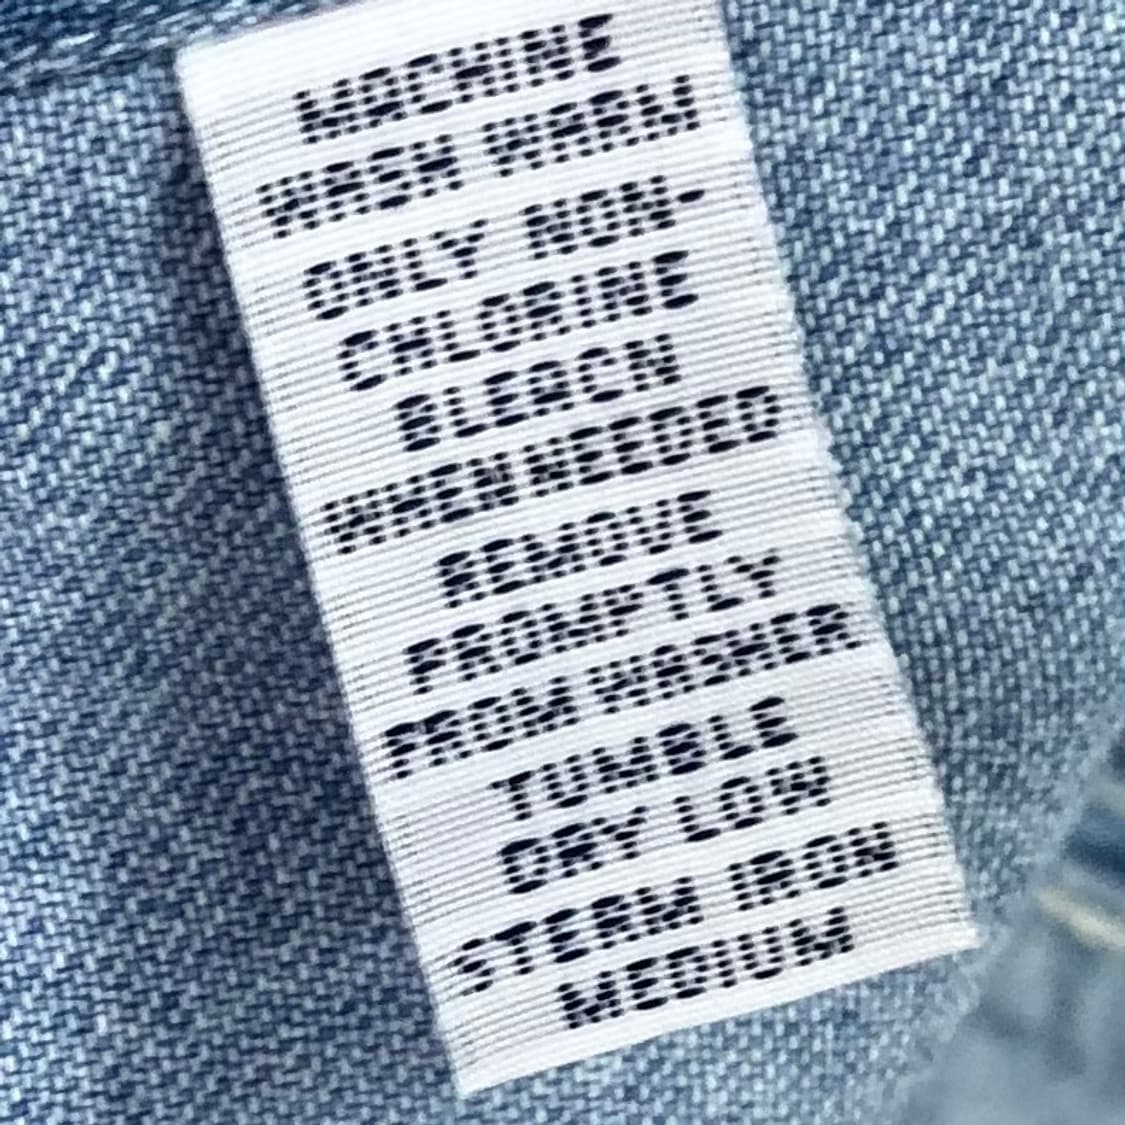 MACHINE
WASH WARM
ONLY NON-
CHLORINE
BLEACH
WHEN NEEDED
REMOVE
PROMPTLY
FROM WASHER
TUMBLE
DRY LOW
STEAM IRON
MEDIUM